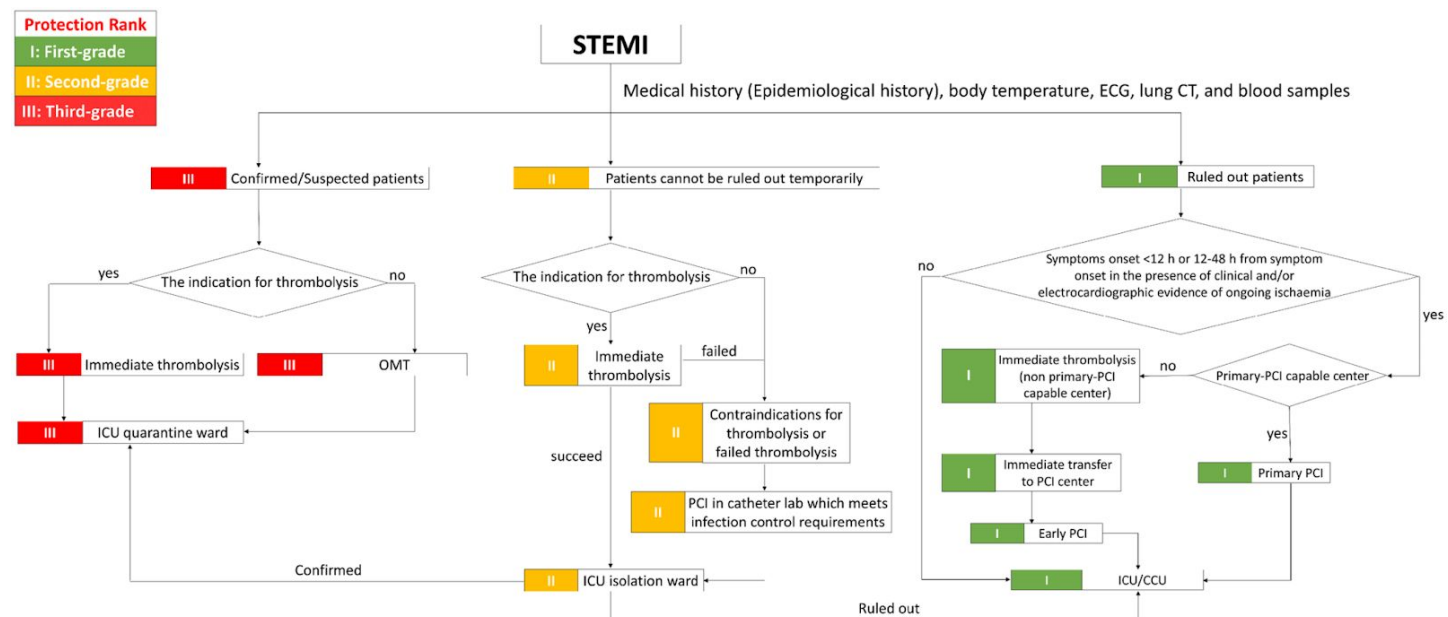 Protection Rank
I: First-grade
II: Second-grade
III: Third-grade
STEMI
Medical history (Epidemiological history), body temperature, ECG, lung CT, and blood samples
III Confirmed/Suspected patients
II Patients cannot be ruled out temporarily
I Ruled out patients
The indication for thrombolysis
yes
no
III Immediate thrombolysis
III OMT
III ICU quarantine ward
The indication for thrombolysis
no
yes
II Immediate
thrombolysis
failed
II Contraindications for
thrombolysis or
failed thrombolysis
succeed
II PCI in catheter lab which meets
infection control requirements
II ICU isolation ward
Confirmed
Ruled out
Symptoms onset <12 h or 12-48 h from symptom
onset in the presence of clinical and/or
electrocardiographic evidence of ongoing ischaemia
no
yes
Primary-PCI capable center
no
yes
I Immediate thrombolysis
(non primary-PCI
capable center)
I Immediate transfer
to PCI center
I Primary PCI
I Early PCI
I ICU/CCU